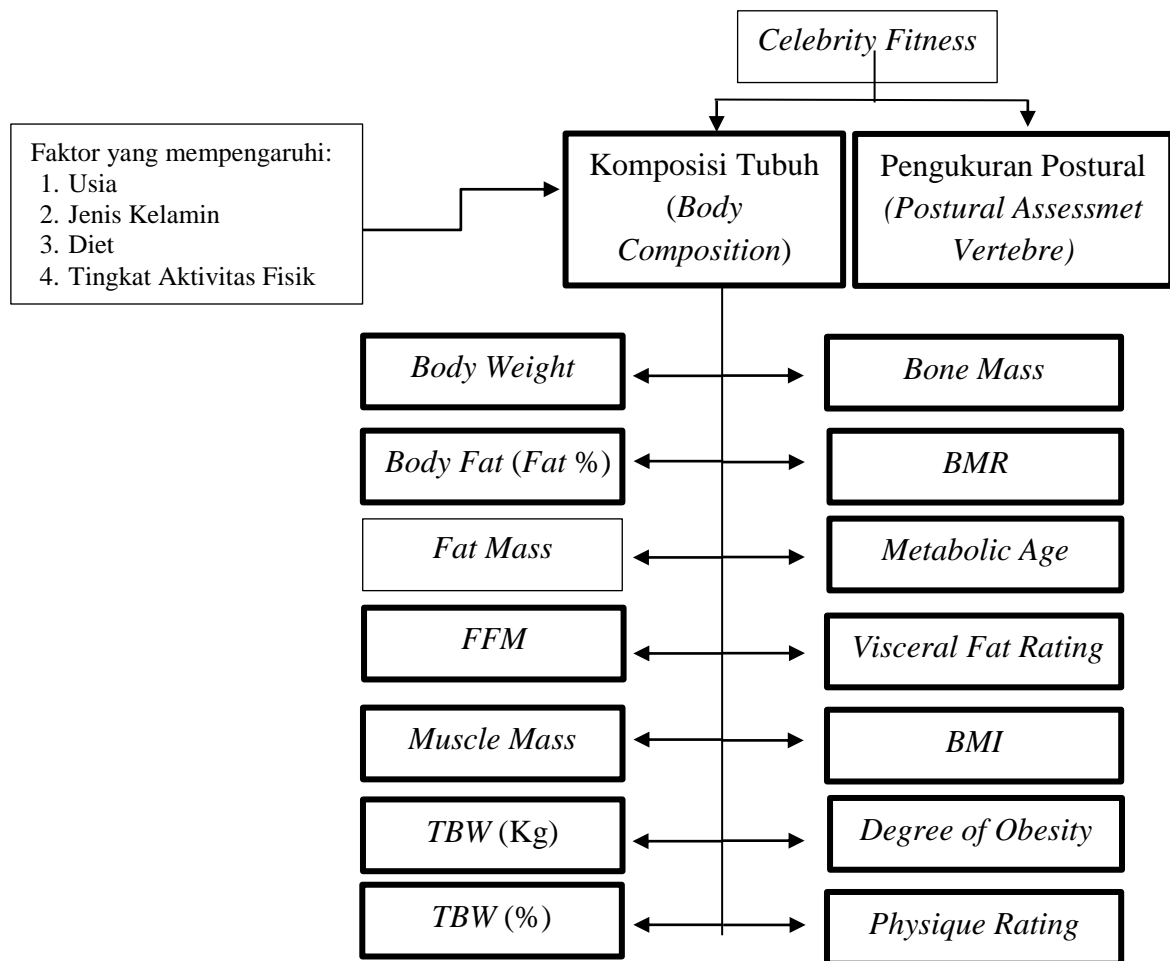 Celebrity Fitness
Faktor yang mempengaruhi:
1. Usia
2. Jenis Kelamin
3. Diet
4. Tingkat Aktivitas Fisik
Komposisi Tubuh
(Body
Composition)
Pengukuran Postural
(Postural Assessmet
Vertebre)
Body Weight
Bone Mass
Body Fat (Fat %)
BMR
Fat Mass
Metabolic Age
FFM
Visceral Fat Rating
Muscle Mass
BMI
TBW (Kg)
Degree of Obesity
TBW (%)
Physique Rating